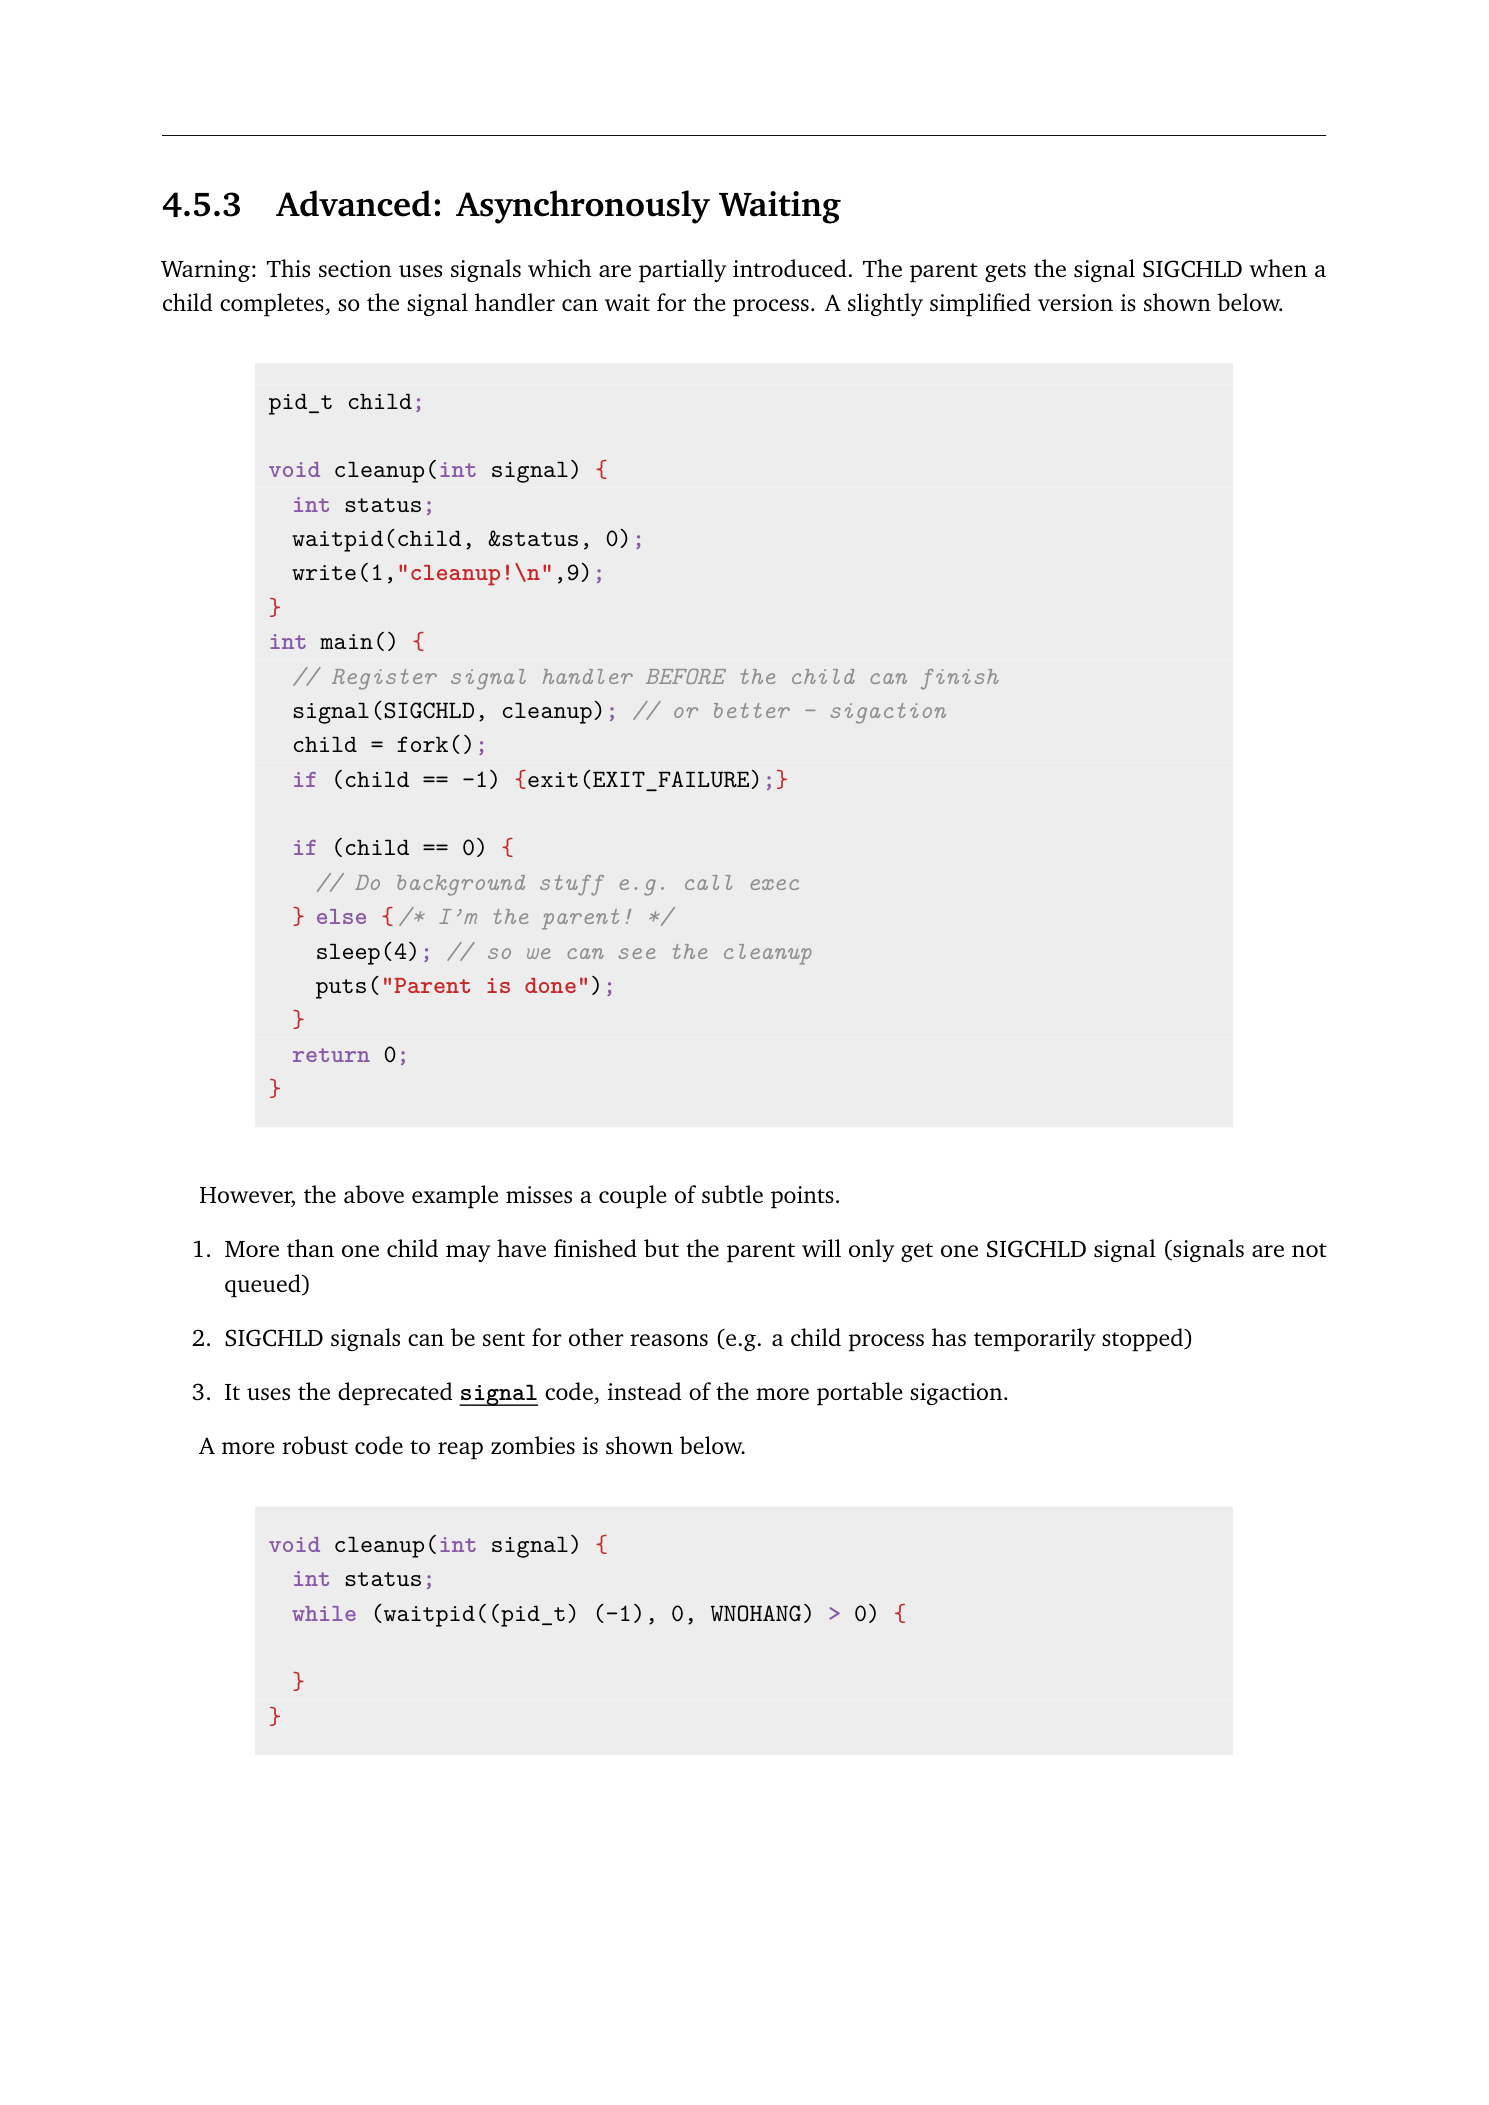 4.5.3 Advanced: Asynchronously Waiting
Warning: This section uses signals which are partially introduced. The parent gets the signal SIGCHLD when a
child completes, so the signal handler can wait for the process. A slightly simplified version is shown below.
pid_t child;
void cleanup(int signal) {
  int status;
  waitpid(child, &status, 0);
  write(1,"cleanup!\n",9);
}
int main() {
  // Register signal handler BEFORE the child can finish
  signal(SIGCHLD, cleanup); // or better - sigaction
  child = fork();
  if (child == -1) {exit(EXIT_FAILURE);}
  if (child == 0) {
    // Do background stuff e.g. call exec
  } else { /* I'm the parent! */
    sleep(4); // so we can see the cleanup
    puts("Parent is done");
  }
  return 0;
}
However, the above example misses a couple of subtle points.
1. More than one child may have finished but the parent will only get one SIGCHLD signal (signals are not
queued)
2. SIGCHLD signals can be sent for other reasons (e.g. a child process has temporarily stopped)
3. It uses the deprecated signal code, instead of the more portable sigaction.
A more robust code to reap zombies is shown below.
void cleanup(int signal) {
  int status;
  while (waitpid((pid_t) (-1), 0, WNOHANG) > 0) {
  }
}